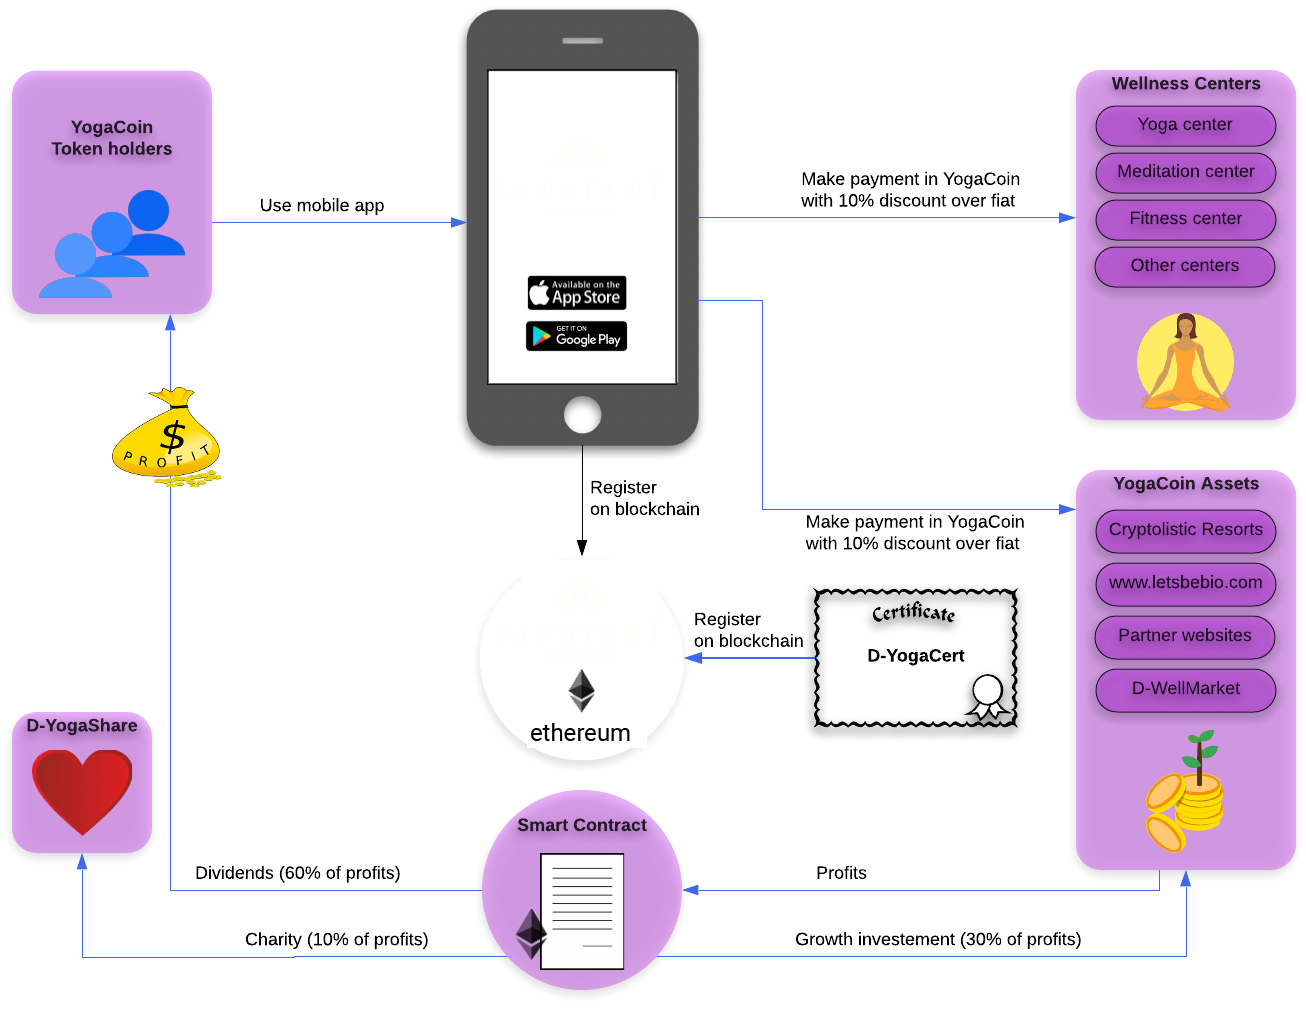 YogaCoin
Token holders
Use mobile app
Available on the
App Store
GET IT ON
Google Play
Make payment in YogaCoin
with 10% discount over fiat
Wellness Centers
Yoga center
Meditation center
Fitness center
Other centers
$
PROFIT
Register
on blockchain
Make payment in YogaCoin
with 10% discount over fiat
YogaCoin Assets
Cryptolistic Resorts
www.letsbebio.com
Partner websites
D-WellMarket
Register
on blockchain
Certificate
D-YogaCert
ethereum
D-YogaShare
Smart Contract
Dividends (60% of profits)
Profits
Charity (10% of profits)
Growth investement (30% of profits)